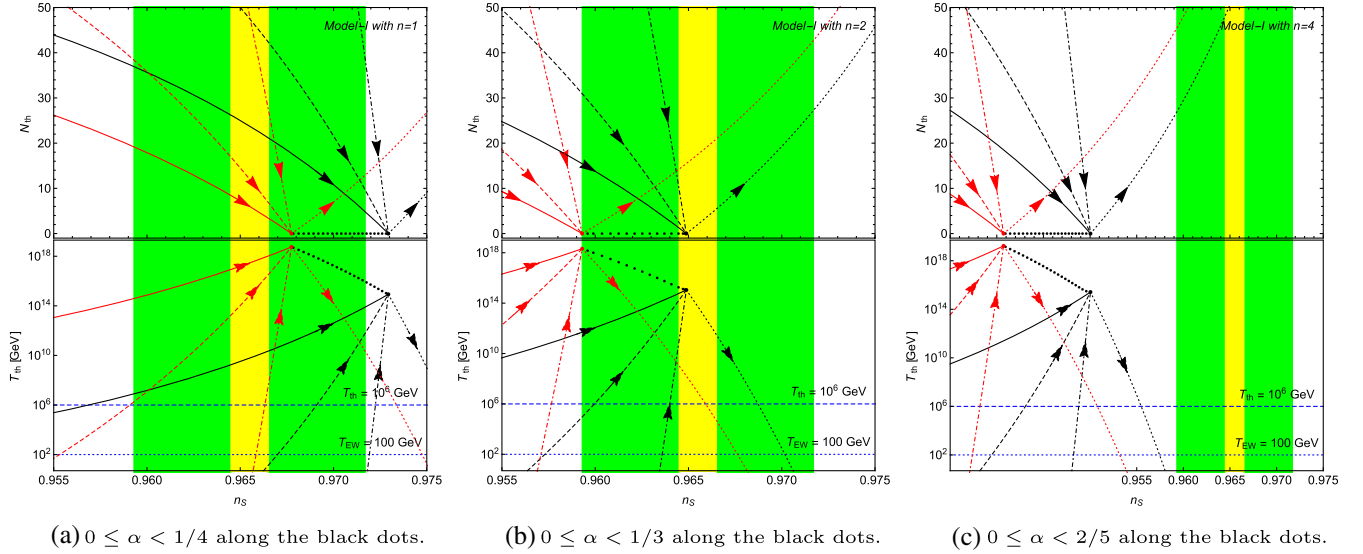 Model-I with n=1
Model-I with n=2
Model-I with n=4
50
40
30
20
10
0
N_th
50
40
30
20
10
0
N_th
50
40
30
20
10
0
N_th
10^18
10^14
10^10
10^6
10^2
T_th [GeV]
T_th = 10^6 GeV
T_EW = 100 GeV
10^18
10^14
10^10
10^6
10^2
T_th [GeV]
T_th = 10^6 GeV
T_EW = 100 GeV
10^18
10^14
10^10
10^6
10^2
T_th [GeV]
T_th = 10^6 GeV
T_EW = 100 GeV
0.955 0.960 0.965 0.970 0.975
n_S
0.955 0.960 0.965 0.970 0.975
n_S
0.955 0.960 0.965 0.970 0.975
n_S
(a) 0 ≤ α < 1/4 along the black dots.
(b) 0 ≤ α < 1/3 along the black dots.
(c) 0 ≤ α < 2/5 along the black dots.